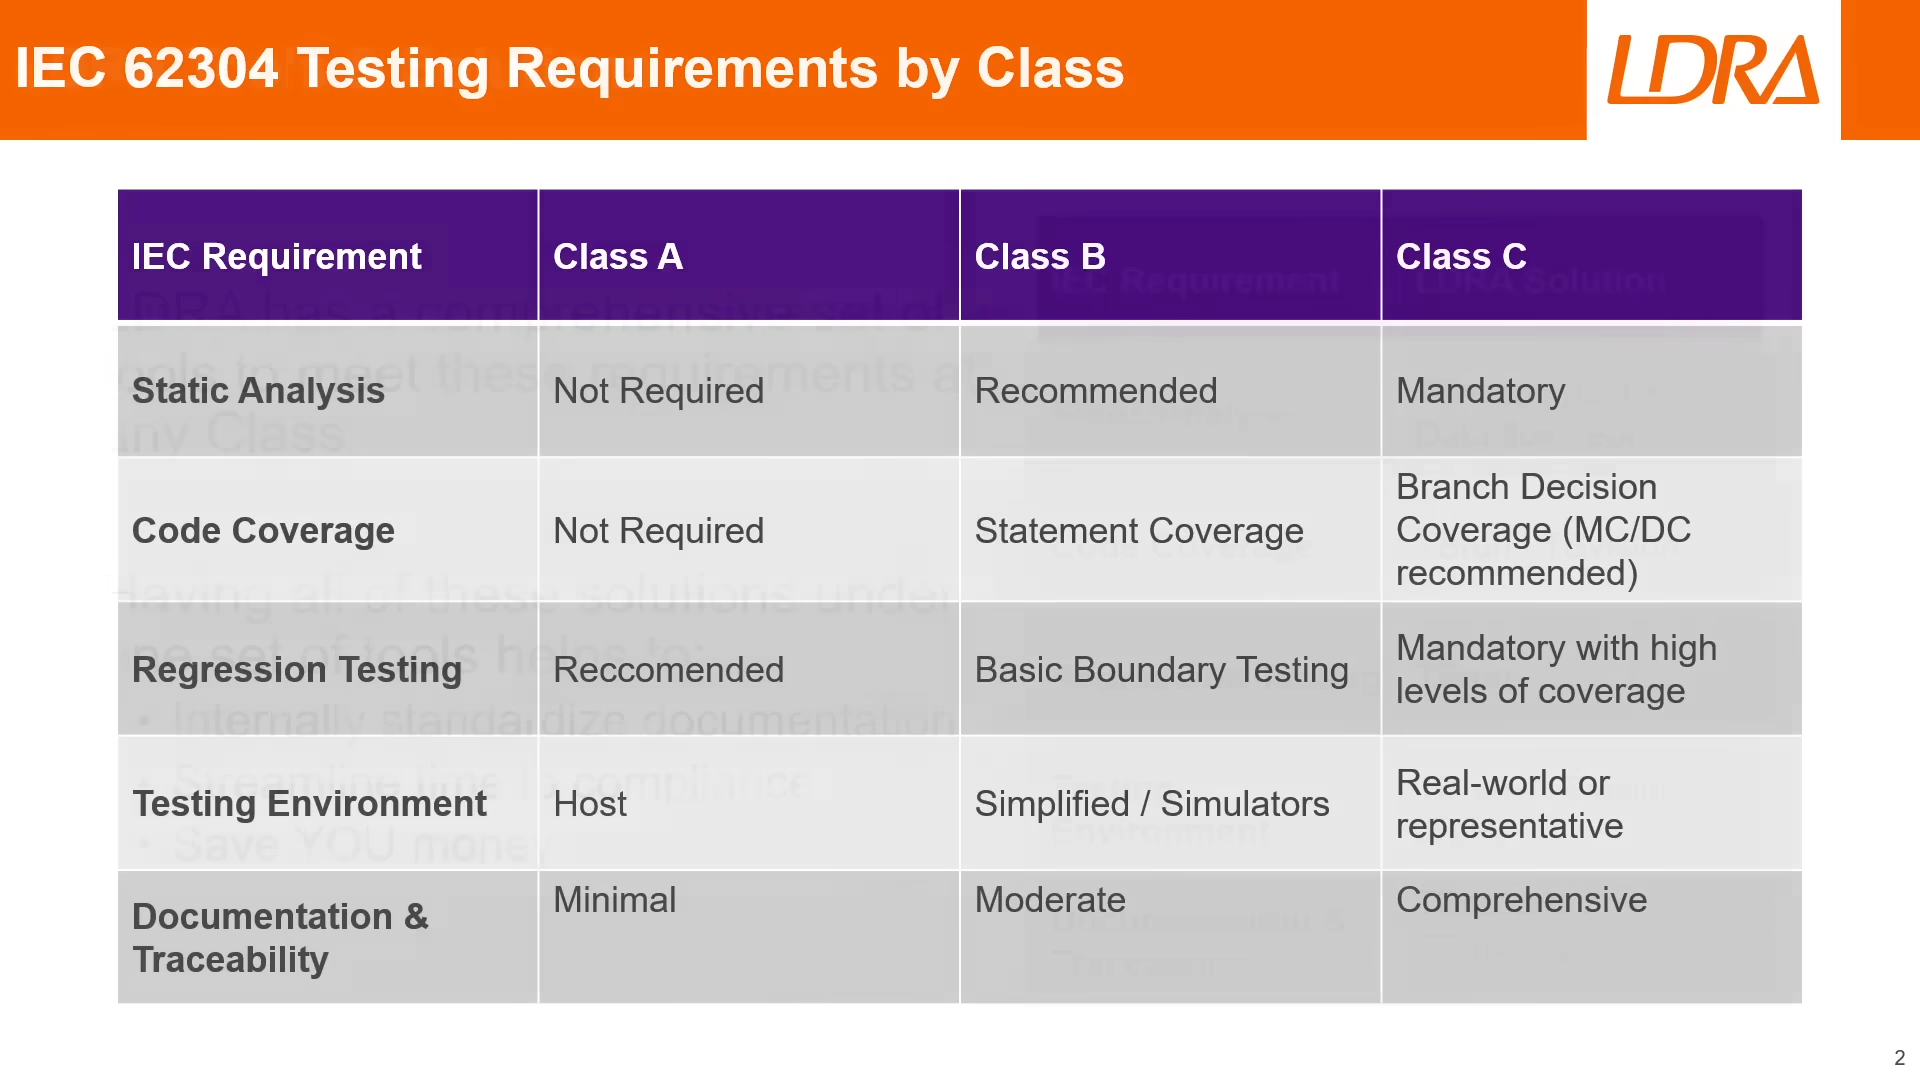 IEC 62304 Testing Requirements by Class
LDRA
IEC Requirement
Class A
Class B
Class C
Static Analysis
Not Required
Recommended
Mandatory
Code Coverage
Not Required
Statement Coverage
Branch Decision
Coverage (MC/DC
recommended)
Regression Testing
Reccomended
Basic Boundary Testing
Mandatory with high
levels of coverage
Testing Environment
Host
Simplified / Simulators
Real-world or
representative
Documentation &
Traceability
Minimal
Moderate
Comprehensive
2